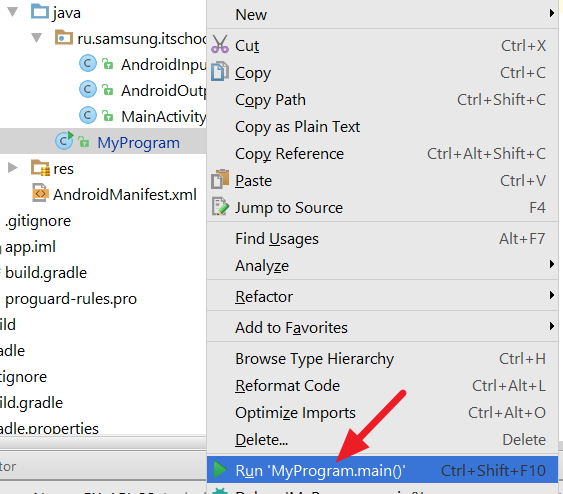 java
ru.samsung.itschoo
AndroidInpu
AndroidOutp
MainActivity
MyProgram
res
AndroidManifest.xml
.gitignore
app.iml
build.gradle
proguard-rules.pro
ild
adle
itignore
ild.gradle
adle.properties
tor
New
Cut Ctrl+X
Copy Ctrl+C
Copy Path Ctrl+Shift+C
Copy as Plain Text
Copy Reference Ctrl+Alt+Shift+C
Paste Ctrl+V
Jump to Source F4
Find Usages Alt+F7
Analyze
Refactor
Add to Favorites
Browse Type Hierarchy Ctrl+H
Reformat Code Ctrl+Alt+L
Optimize Imports Ctrl+Alt+O
Delete... Delete
Run 'MyProgram.main()' Ctrl+Shift+F10